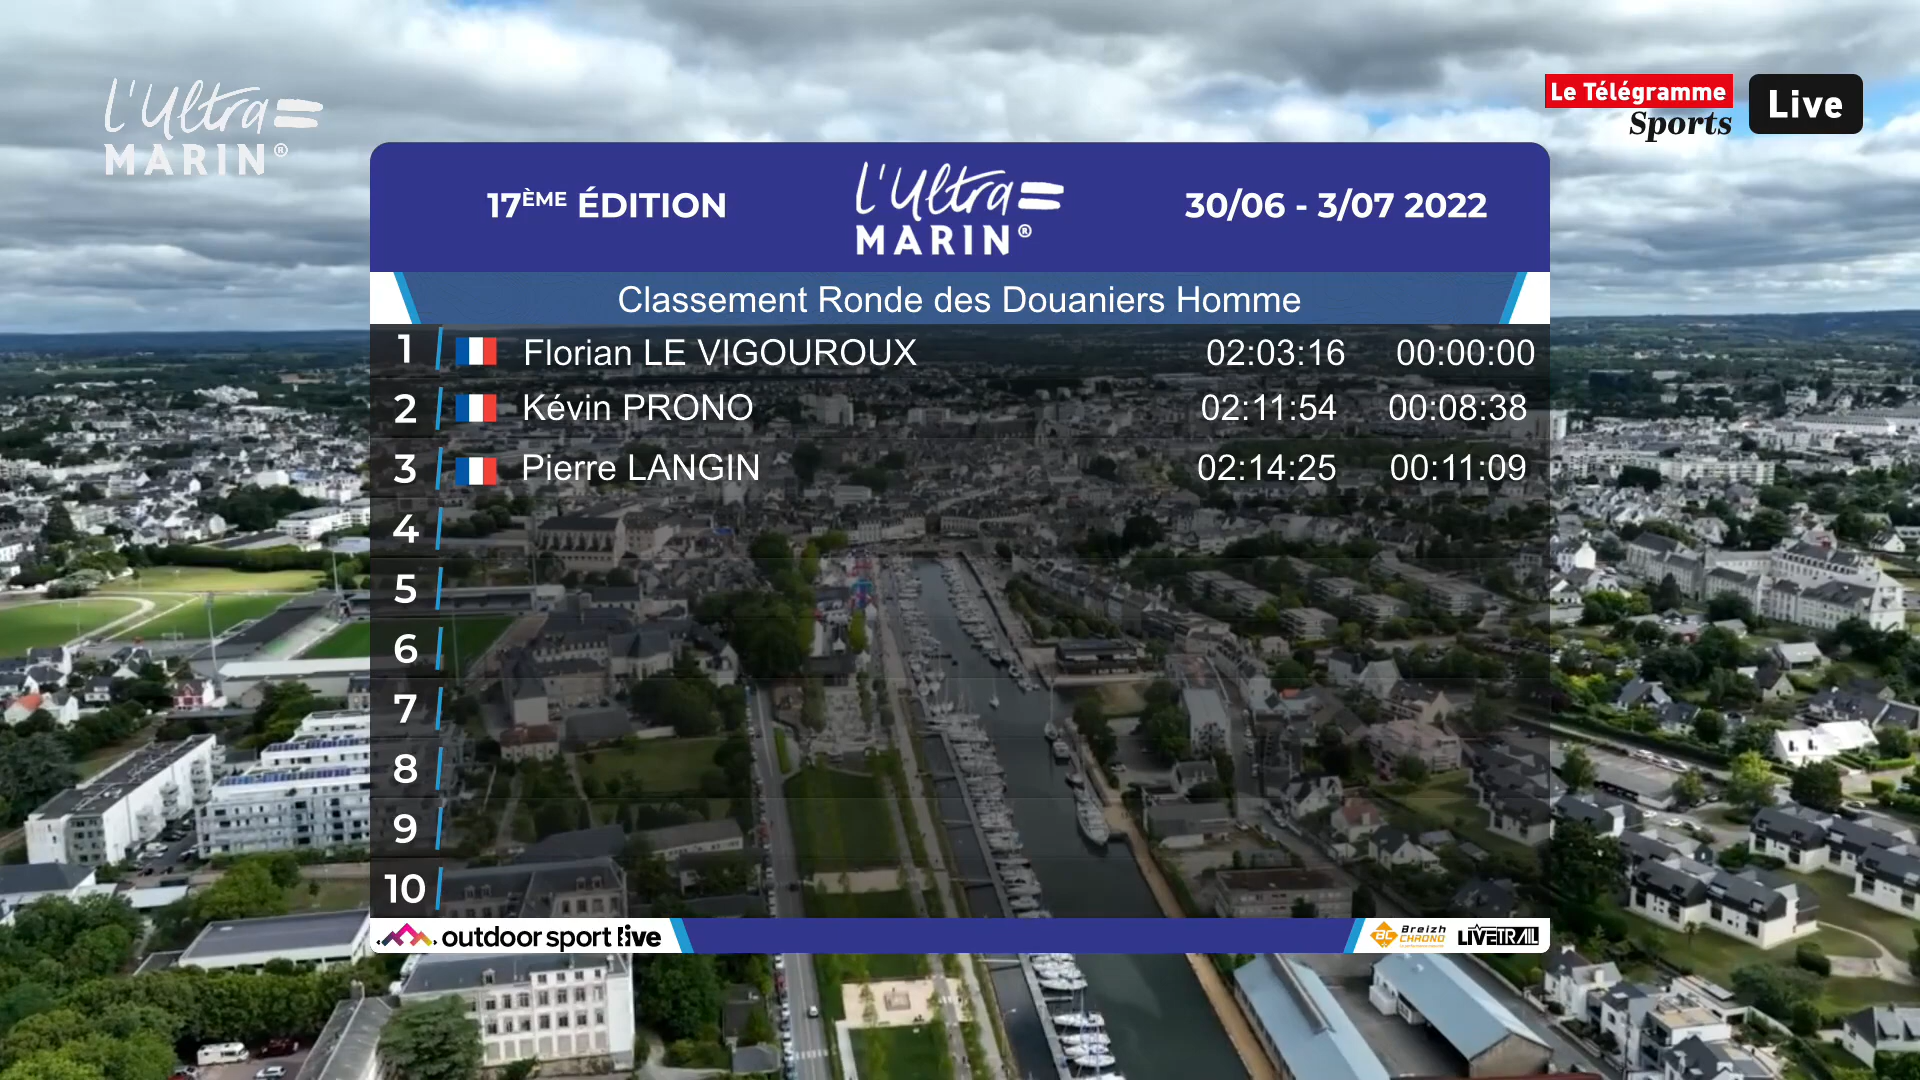 L'Ultra
MARIN®
Le Télégramme
Sports
Live
17ÈME ÉDITION
L'Ultra
MARIN®
30/06 - 3/07 2022
Classement Ronde des Douaniers Homme
1 Florian LE VIGOUROUX 02:03:16 00:00:00
2 Kévin PRONO 02:11:54 00:08:38
3 Pierre LANGIN 02:14:25 00:11:09
4
5
6
7
8
9
10
outdoor sport live
BC Breizh
CHRONO
LIVETRAIL